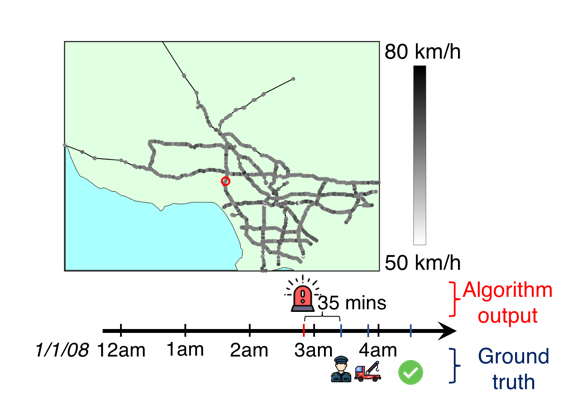 80 km/h
50 km/h
35 mins
Algorithm
output
1/1/08 12am 1am 2am 3am 4am
Ground
truth